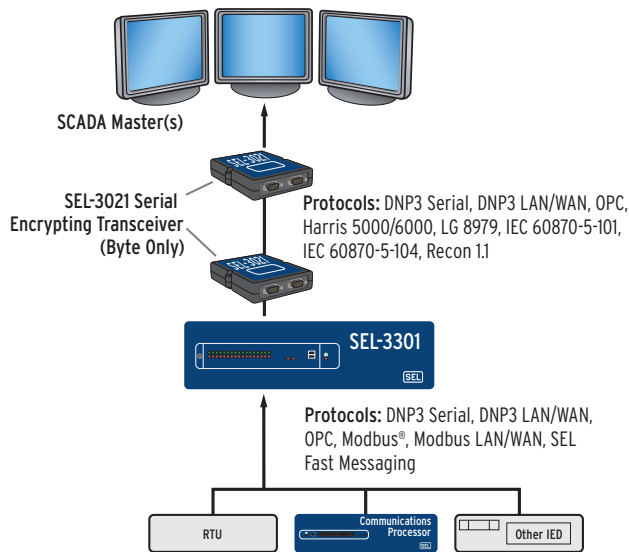 SCADA Master(s)
SEL-3021
SEL-3021 Serial
Encrypting Transceiver
(Byte Only)
Protocols: DNP3 Serial, DNP3 LAN/WAN, OPC,
Harris 5000/6000, LG 8979, IEC 60870-5-101,
IEC 60870-5-104, Recon 1.1
SEL-3021
SEL-3301
SEL
Protocols: DNP3 Serial, DNP3 LAN/WAN,
OPC, Modbus®, Modbus LAN/WAN, SEL
Fast Messaging
RTU
Communications
Processor
SEL
Other IED